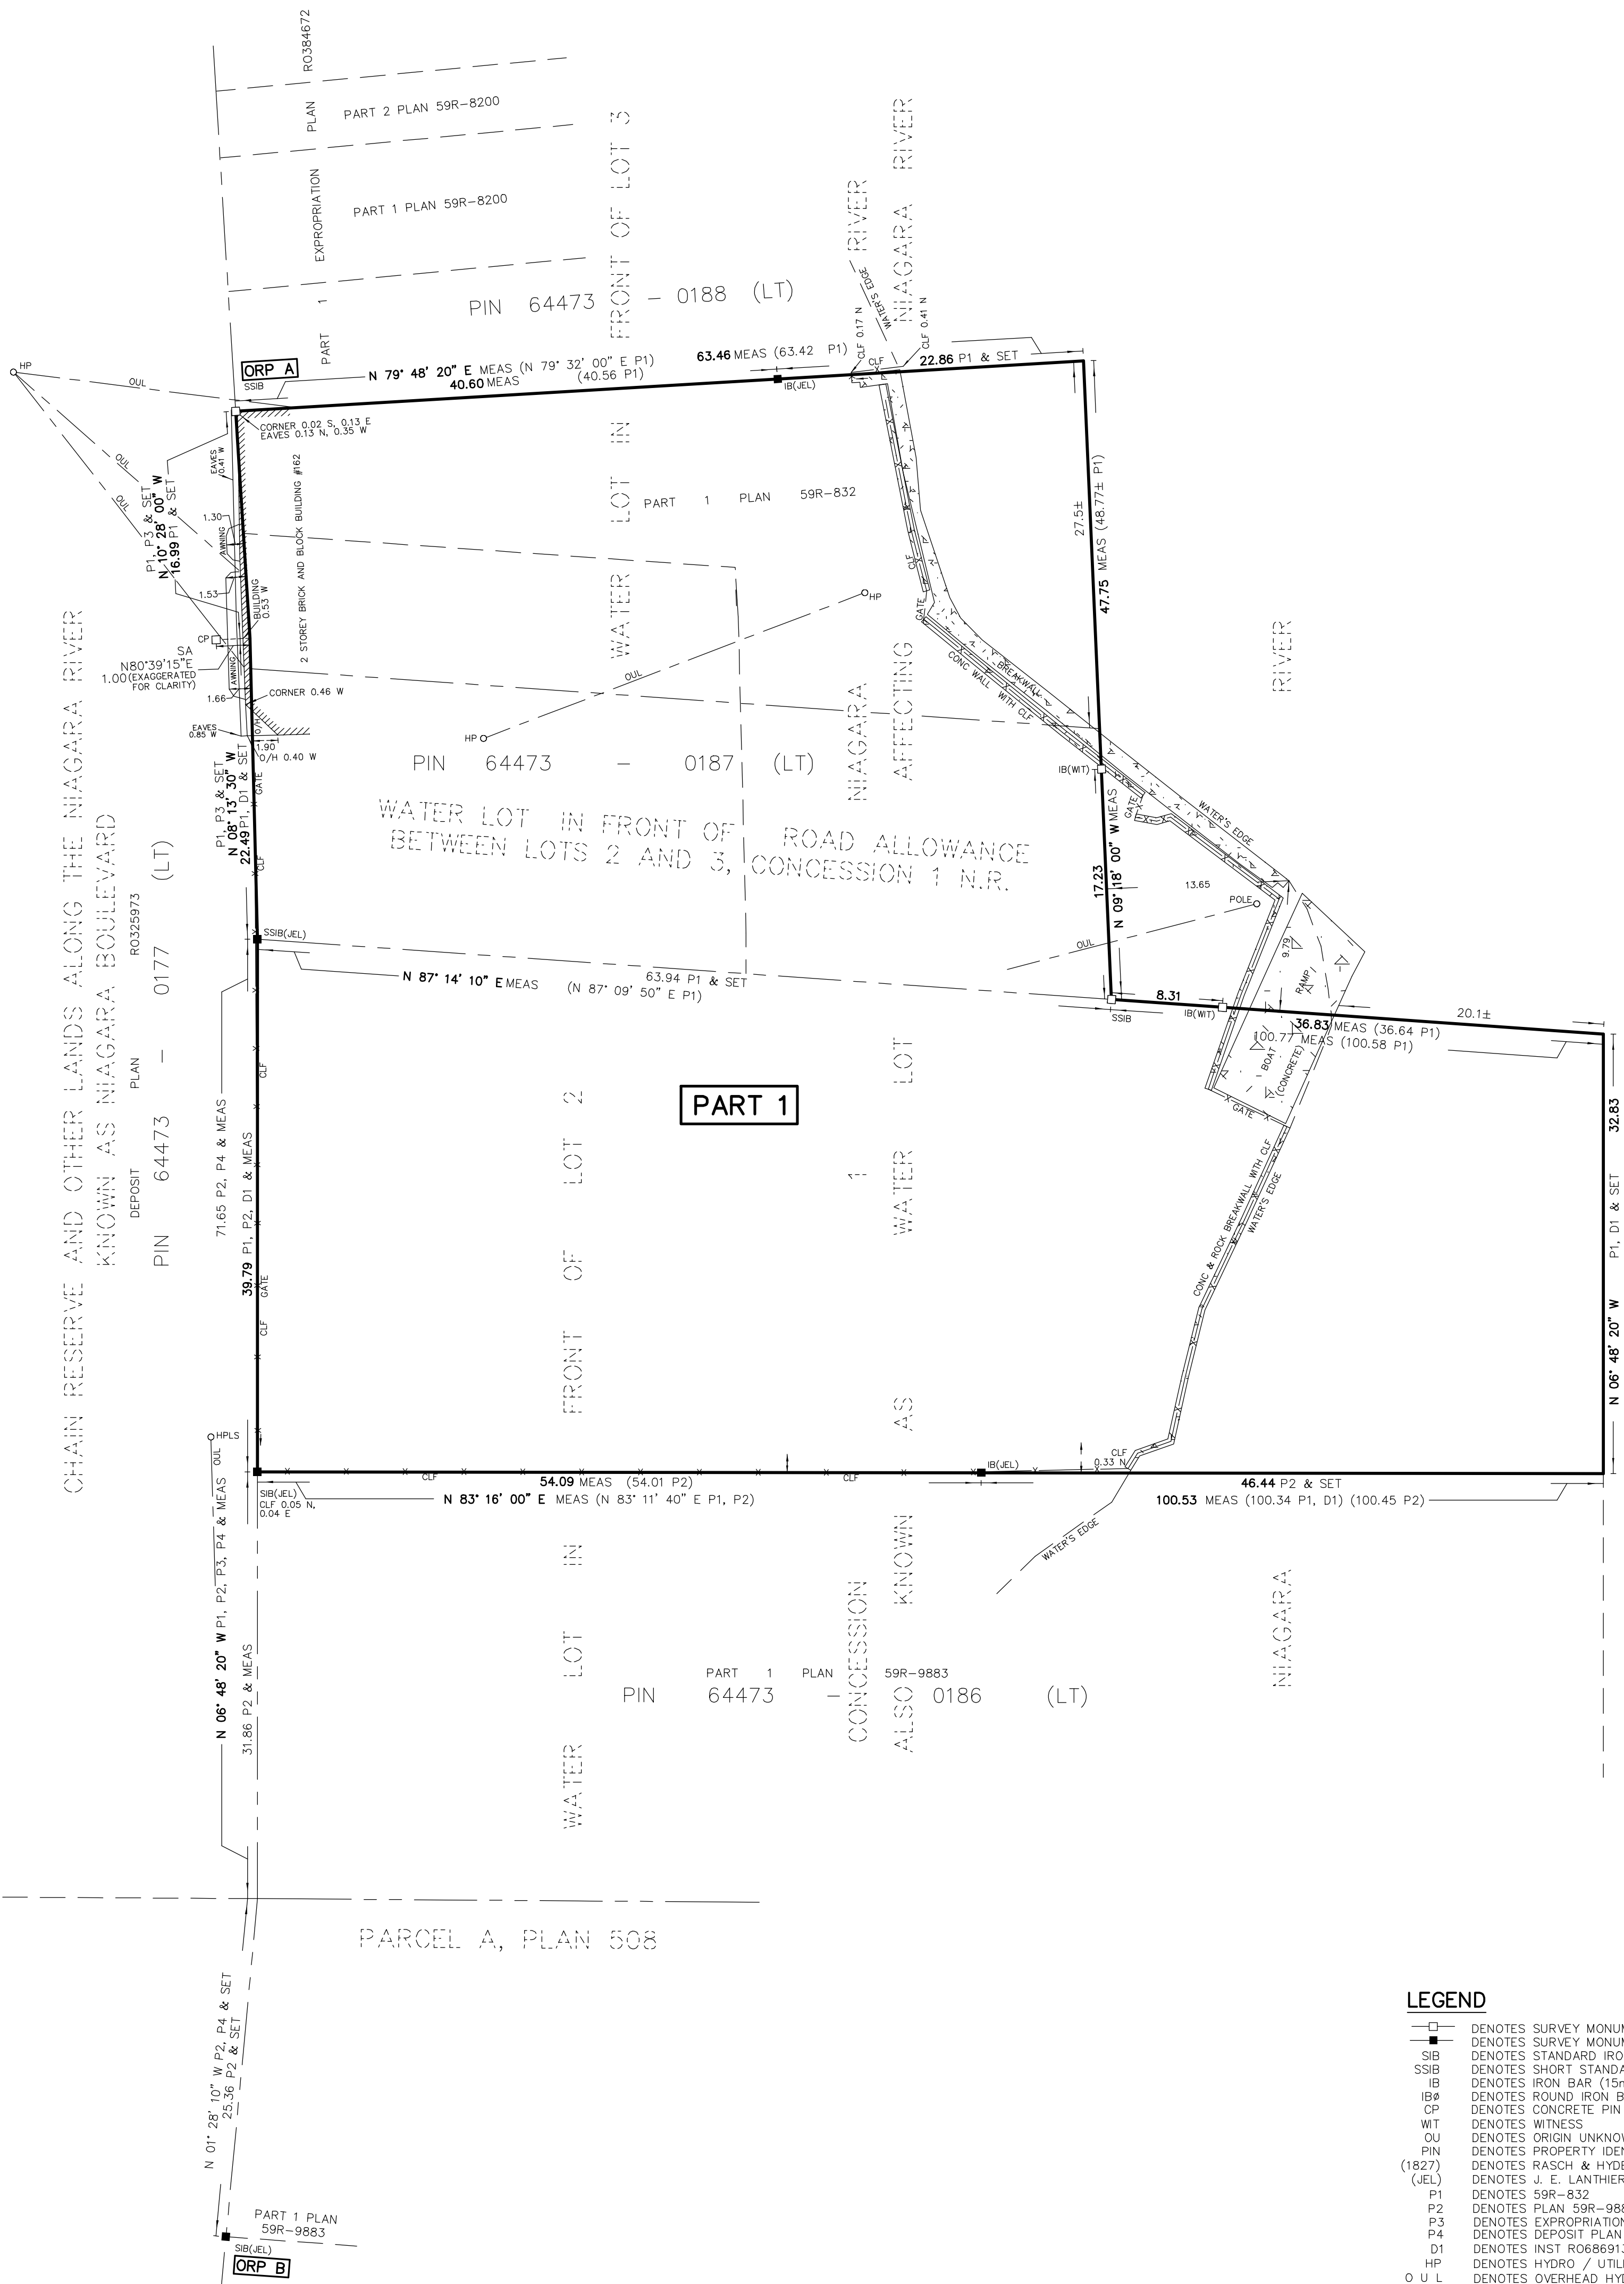 PLAN RO384672
PART 2 PLAN 59R-8200
PART 1 PLAN 59R-8200
PART 1 EXPROPRIATION
FRONT OF LOT 3
NIAGARA RIVER
RIVER
WATER'S EDGE
PIN 64473 - 0188 (LT)
CLF 0.17 N
CLF 0.41 N
HP
OUL
OUL
OUL
ORP A
SSIB
N 79° 48' 20" E MEAS (N 79° 32' 00" E P1)
40.60 MEAS (40.56 P1)
63.46 MEAS (63.42 P1)
IB(JEL)
CLF
22.86 P1 & SET
CORNER 0.02 S, 0.13 E
EAVES 0.13 N, 0.35 W
EAVES
0.41 W
P1, P3 & SET
N 10° 28' 00" W
16.99 P1 & SET
1.30
AWNING
1.53
BUILDING
0.53 W
2 STOREY BRICK AND BLOCK BUILDING #162
CP
SA
N80°39'15"E
1.00 (EXAGGERATED
FOR CLARITY)
AWNING
1.66
CORNER 0.46 W
EAVES
0.85 W
O/H
1.90
O/H 0.40 W
WATER LOT IN
PART 1 PLAN 59R-832
27.5±
47.75 MEAS (48.77± P1)
CLF
GATE
CONC WALL WITH CLF
BREAKWALL
HP
OUL
HP
RIVER
PIN 64473 - 0187 (LT)
NIAGARA
AFFECTING
IB(WIT)
GATE
WATER'S EDGE
P1, P3 & SET
N 08° 13' 30" W
22.49 P1, D1 & SET
GATE
CLF
WATER LOT IN FRONT OF ROAD ALLOWANCE
BETWEEN LOTS 2 AND 3, CONCESSION 1 N.R.
17.23
N 09° 18' 00" W MEAS
13.65
POLE
OUL
9.79
SSIB(JEL)
N 87° 14' 10" E MEAS (N 87° 09' 50" E P1)
63.94 P1 & SET
8.31
SSIB
IB(WIT)
RAMP
BOAT
(CONCRETE)
20.1±
36.83 MEAS (36.64 P1)
100.77 MEAS (100.58 P1)
GATE
CHAIN RESERVE AND OTHER LANDS ALONG THE NIAGARA RIVER
KNOWN AS NIAGARA BOULEVARD
DEPOSIT PLAN RO325973
PIN 64473 - 0177 (LT)
71.65 P2, P4 & MEAS
39.79 P1, P2, D1 & MEAS
CLF
GATE
CLF
PART 1
CONC & ROCK BREAKWALL WITH CLF
WATER'S EDGE
32.83
P1, D1 & SET
N 06° 48' 20" W
WATER LOT IN FRONT OF LOT 2
CONCESSION 1
ALSO KNOWN AS WATER LOT
NIAGARA
HPLS
OUL
SIB(JEL)
CLF 0.05 N,
0.04 E
CLF
54.09 MEAS (54.01 P2)
CLF
N 83° 16' 00" E MEAS (N 83° 11' 40" E P1, P2)
IB(JEL)
CLF
0.33 N
46.44 P2 & SET
100.53 MEAS (100.34 P1, D1) (100.45 P2)
WATER'S EDGE
N 06° 48' 20" W P1, P2, P3, P4 & MEAS
31.86 P2 & MEAS
PART 1 PLAN 59R-9883
PIN 64473 - 0186 (LT)
PARCEL A, PLAN 508
N 01° 28' 10" W P2, P4 & SET
25.36 P2 & SET
PART 1 PLAN
59R-9883
SIB(JEL)
ORP B
LEGEND
DENOTES SURVEY
DENOTES SURVEY
SIB DENOTES STANDARD
SSIB DENOTES SHORT
IB DENOTES IRON BAR
IBø DENOTES ROUND IRON
CP DENOTES CONCRETE PIN
WIT DENOTES WITNESS
OU DENOTES ORIGIN
PIN DENOTES PROPERTY
(1827) DENOTES RASCH &
(JEL) DENOTES J. E. LANTHIER
P1 DENOTES 59R-832
P2 DENOTES PLAN
P3 DENOTES EXPROPRIATION
P4 DENOTES DEPOSIT PLAN
D1 DENOTES INST
HP DENOTES HYDRO /
O U L DENOTES OVERHEAD